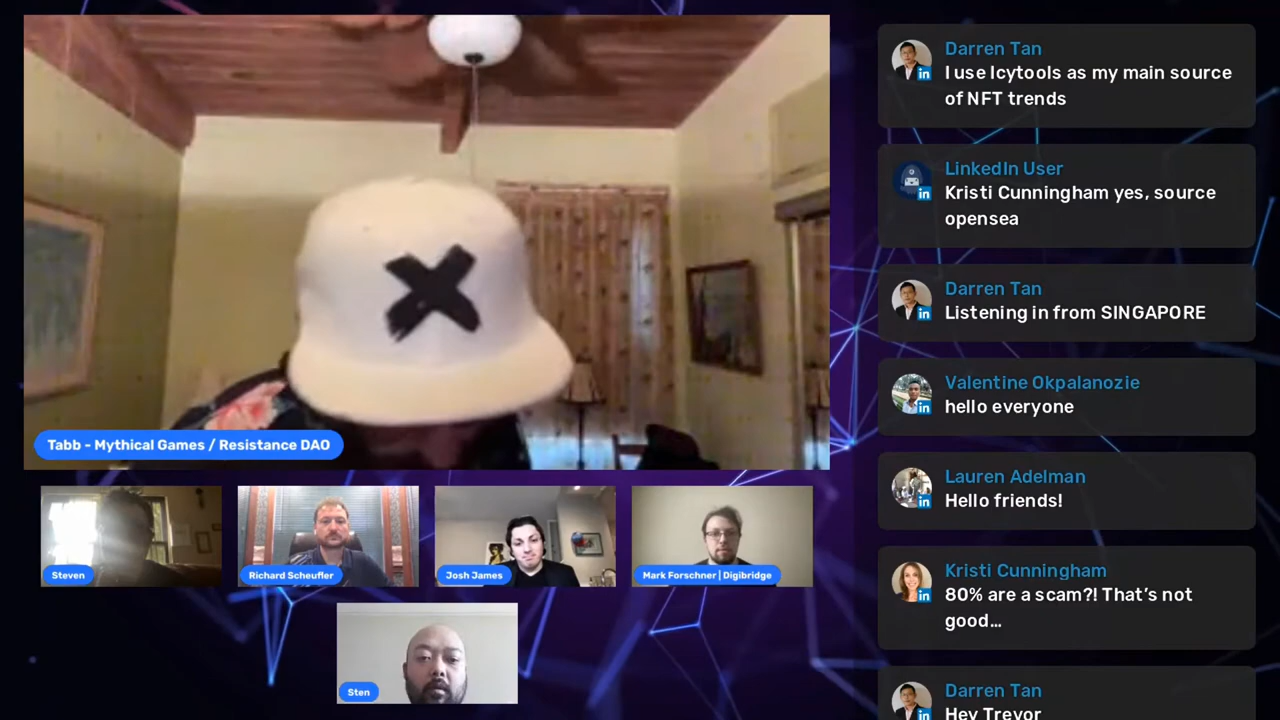 Tabb - Mythical Games / Resistance DAO
Steven
Richard Scheufler
Josh James
Mark Forschner | Digibridge
Sten
Darren Tan
I use Icytools as my main source
of NFT trends
LinkedIn User
Kristi Cunningham yes, source
opensea
Darren Tan
Listening in from SINGAPORE
Valentine Okpalanozie
hello everyone
Lauren Adelman
Hello friends!
Kristi Cunningham
80% are a scam?! That's not
good...
Darren Tan
Hey Trevor